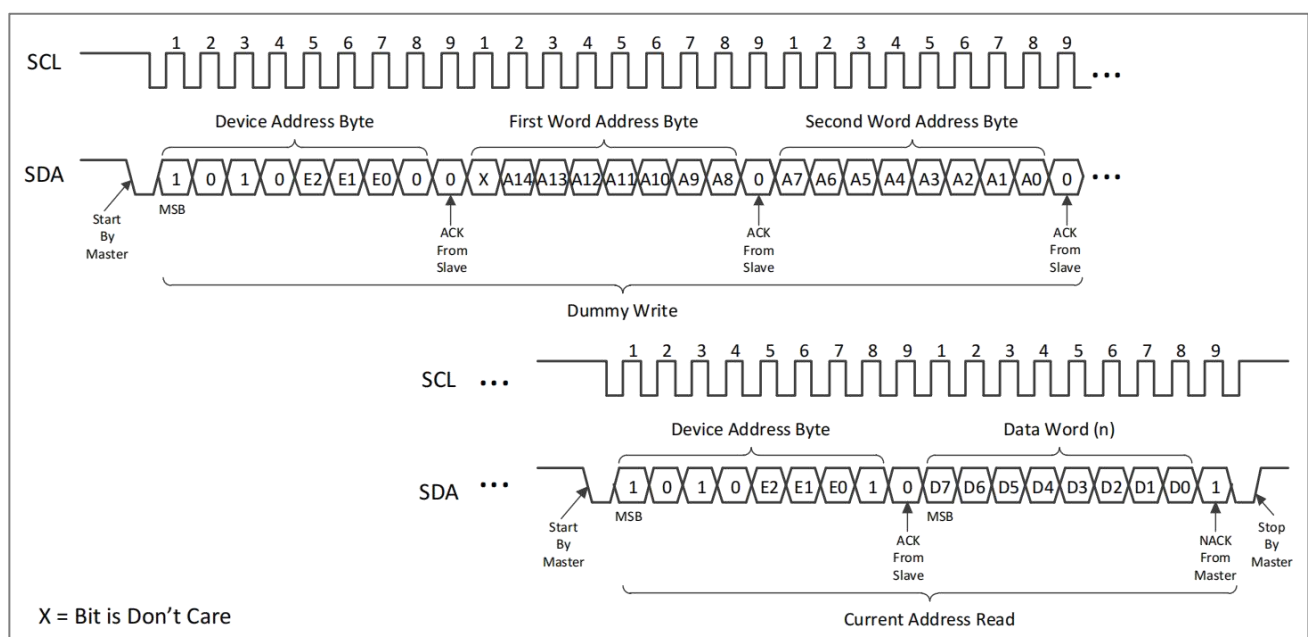 1 2 3 4 5 6 7 8 9 1 2 3 4 5 6 7 8 9 1 2 3 4 5 6 7 8 9
SCL ...
Device Address Byte First Word Address Byte Second Word Address Byte
SDA 1 0 1 0 E2 E1 E0 0 0 X A14 A13 A12 A11 A10 A9 A8 0 A7 A6 A5 A4 A3 A2 A1 A0 0 ...
MSB
Start
By
Master
ACK
From
Slave
ACK
From
Slave
ACK
From
Slave
Dummy Write
1 2 3 4 5 6 7 8 9 1 2 3 4 5 6 7 8 9
SCL ...
Device Address Byte Data Word (n)
SDA ... 1 0 1 0 E2 E1 E0 1 0 D7 D6 D5 D4 D3 D2 D1 D0 1
MSB MSB
Start
By
Master
ACK
From
Slave
NACK
From
Master
Stop
By
Master
X = Bit is Don't Care
Current Address Read